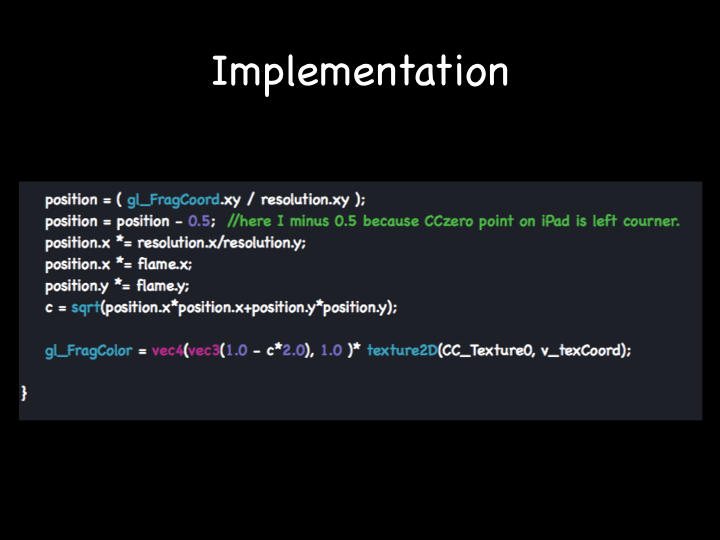 Implementation
position = ( gl_FragCoord.xy / resolution.xy );
position = position - 0.5;  //here I minus 0.5 because CCzero point on iPad is left courner.
position.x *= resolution.x/resolution.y;
position.x *= flame.x;
position.y *= flame.y;
c = sqrt(position.x*position.x+position.y*position.y);
gl_FragColor = vec4(vec3(1.0 - c*2.0), 1.0 )* texture2D(CC_Texture0, v_texCoord);
}